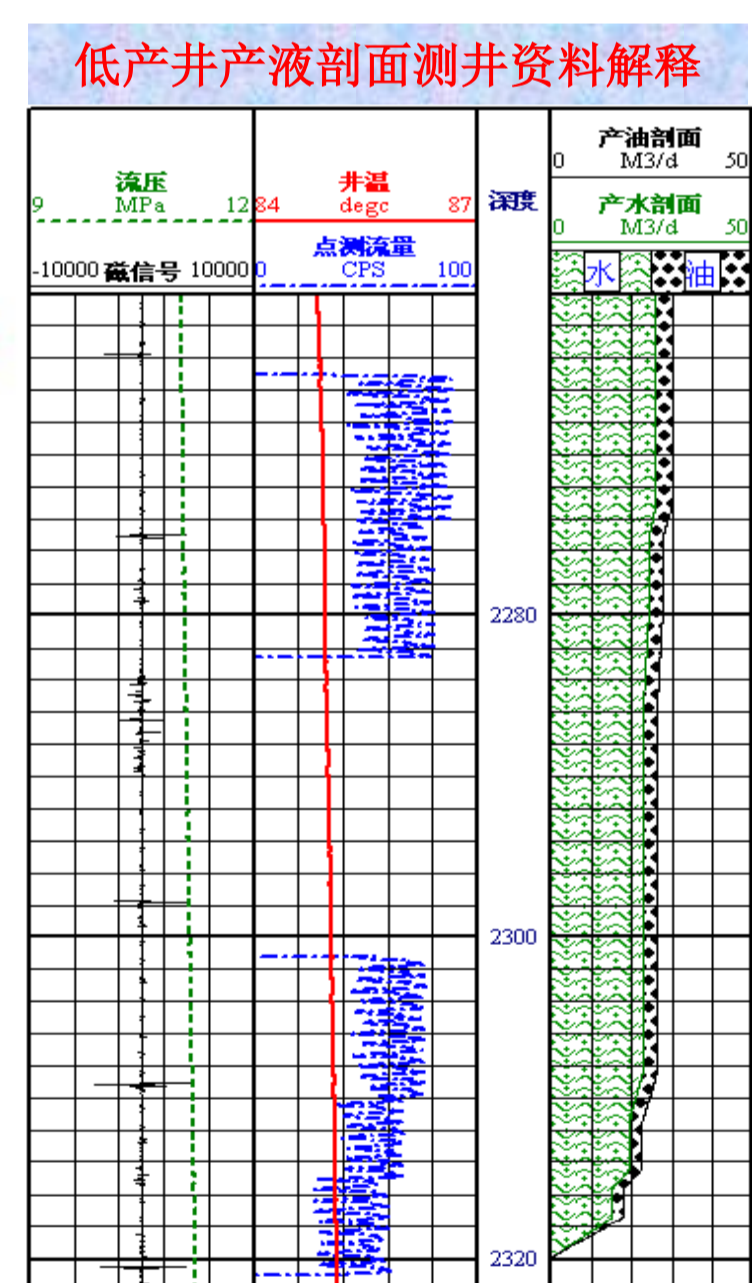 低产井产液剖面测井资料解释
流压
9 MPa 12
-10000 磁信号 10000
井温
84 degc 87
点测流量
0 CPS 100
深度
产油剖面
0 M3/d 50
产水剖面
0 M3/d 50
水 油
2280
2300
2320